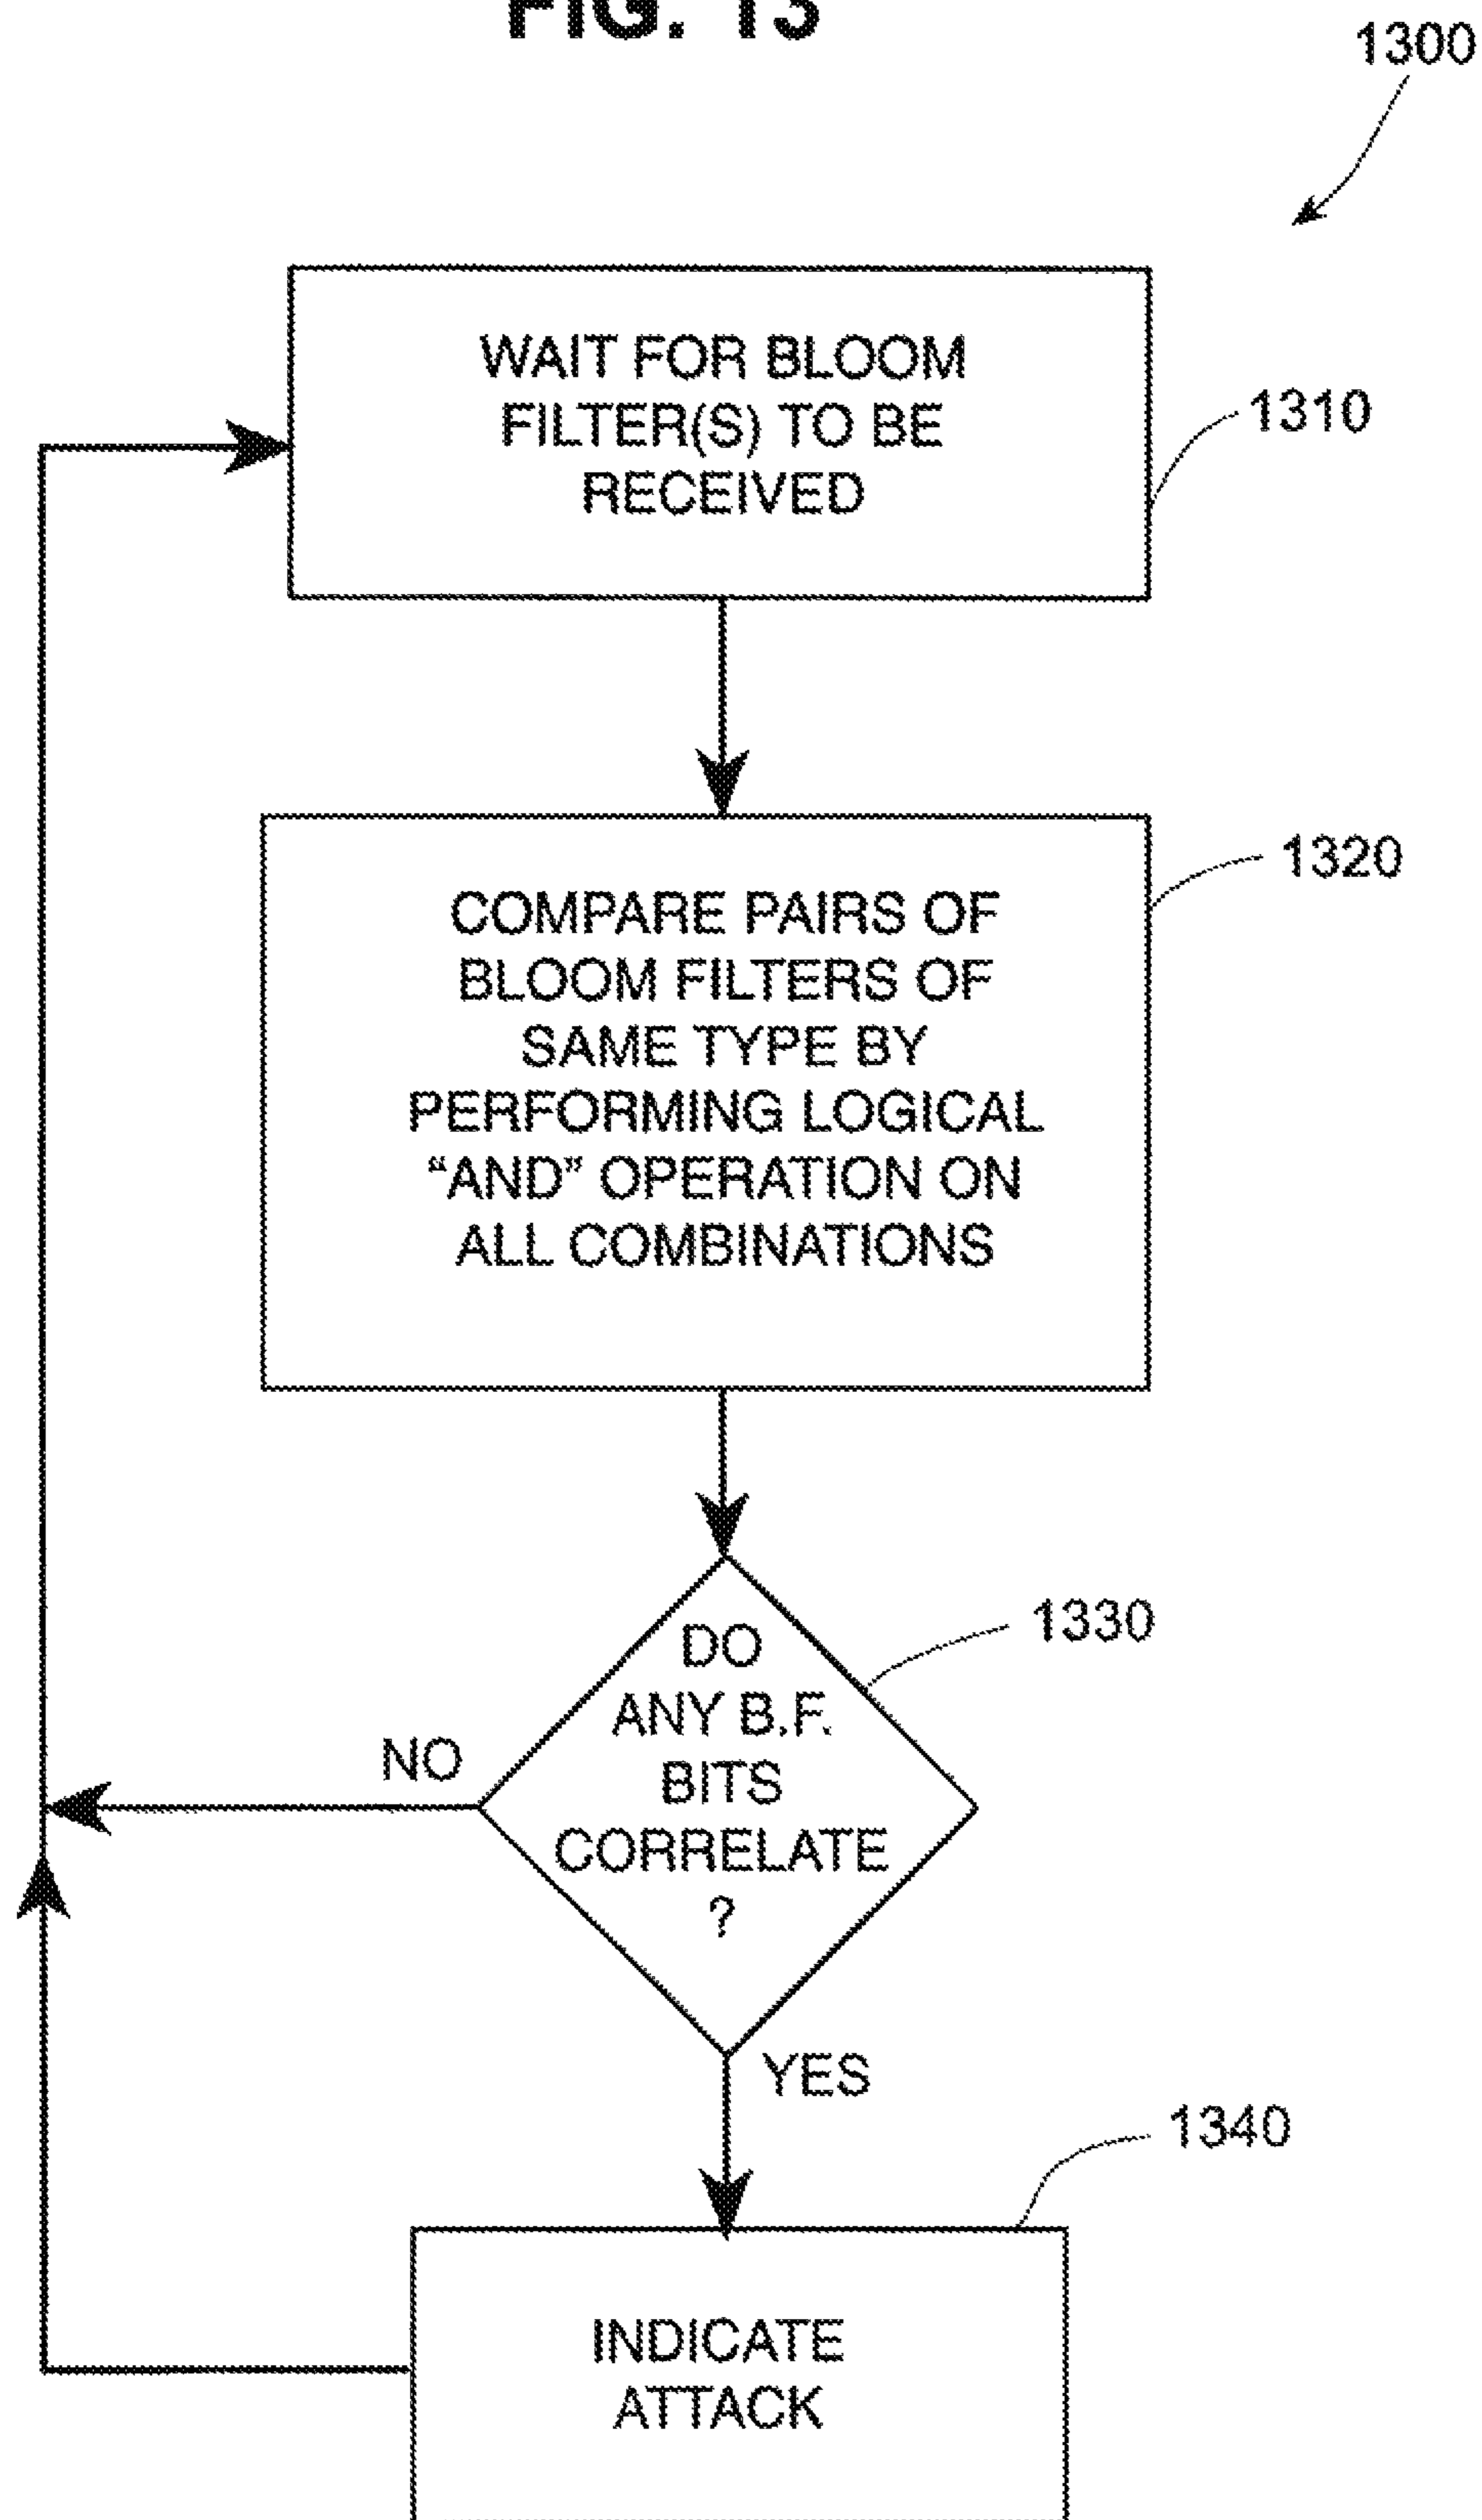 FIG. 13
1300
WAIT FOR BLOOM
FILTER(S) TO BE
RECEIVED
1310
COMPARE PAIRS OF
BLOOM FILTERS OF
SAME TYPE BY
PERFORMING LOGICAL
“AND” OPERATION ON
ALL COMBINATIONS
1320
DO
ANY B.F.
BITS
CORRELATE
?
1330
NO
YES
1340
INDICATE
ATTACK